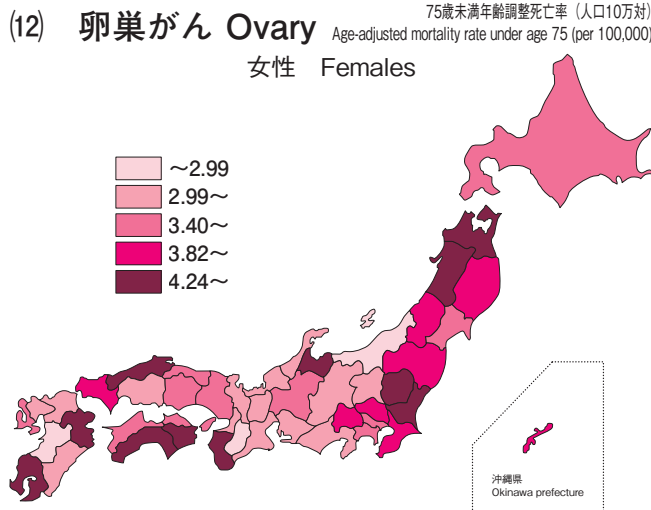 ⑿ 卵巣がん Ovary
75歳未満年齢調整死亡率（人口10万対）
Age-adjusted mortality rate under age 75 (per 100,000)
女性 Females
～2.99
2.99～
3.40～
3.82～
4.24～
沖縄県
Okinawa prefecture